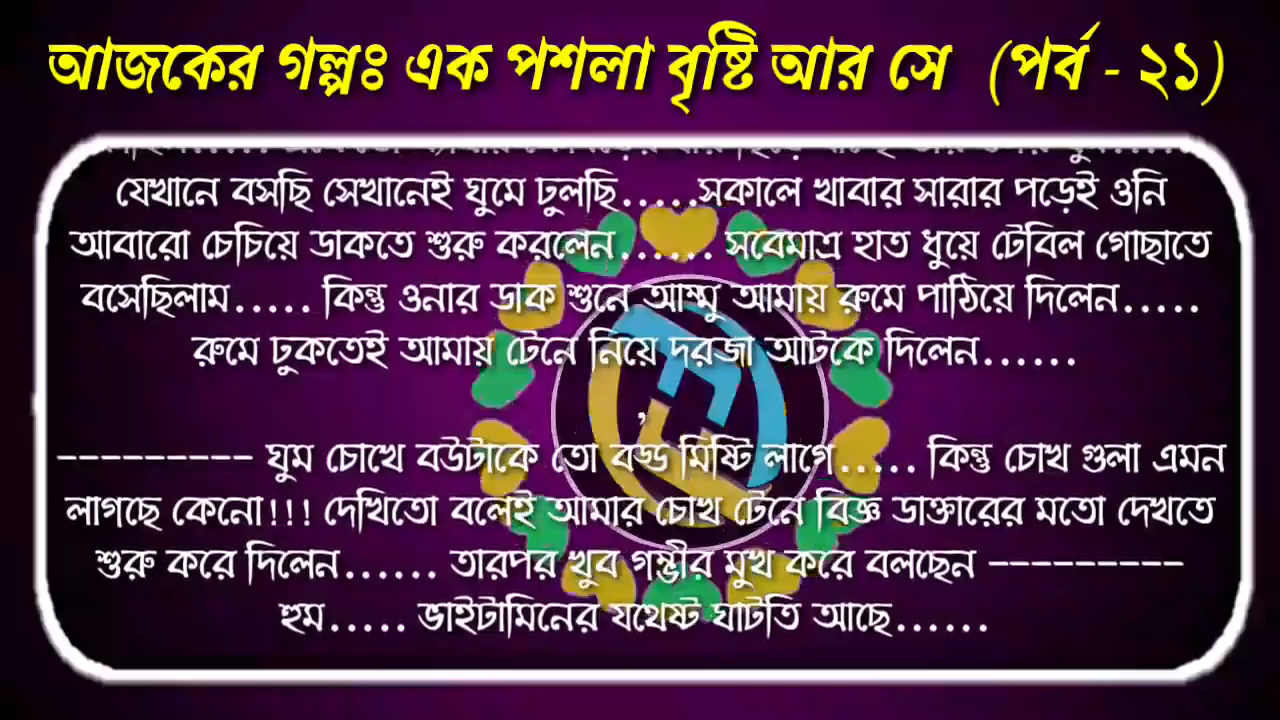 আজকের গল্পঃ এক পশলা বৃষ্টি আর সে (পর্ব - ২১)
যেখানে বসছি সেখানেই ঘুমে ঢুলছি.....সকালে খাবার সারার পড়েই ওনি
আবারো চেচিয়ে ডাকতে শুরু করলেন...... সবেমাত্র হাত ধুয়ে টেবিল গোছাতে
বসেছিলাম..... কিন্তু ওনার ডাক শুনে আম্মু আমায় রুমে পাঠিয়ে দিলেন.....
রুমে ঢুকতেই আমায় টেনে নিয়ে দরজা আটকে দিলেন......
,
--------- ঘুম চোখে বউটাকে তো বড্ড মিষ্টি লাগে..... কিন্তু চোখ গুলা এমন
লাগছে কেনো!!! দেখিতো বলেই আমার চোখ টেনে বিজ্ঞ ডাক্তারের মতো দেখতে
শুরু করে দিলেন...... তারপর খুব গম্ভীর মুখ করে বলছেন ---------
হুম..... ভাইটামিনের যথেষ্ট ঘাটতি আছে......